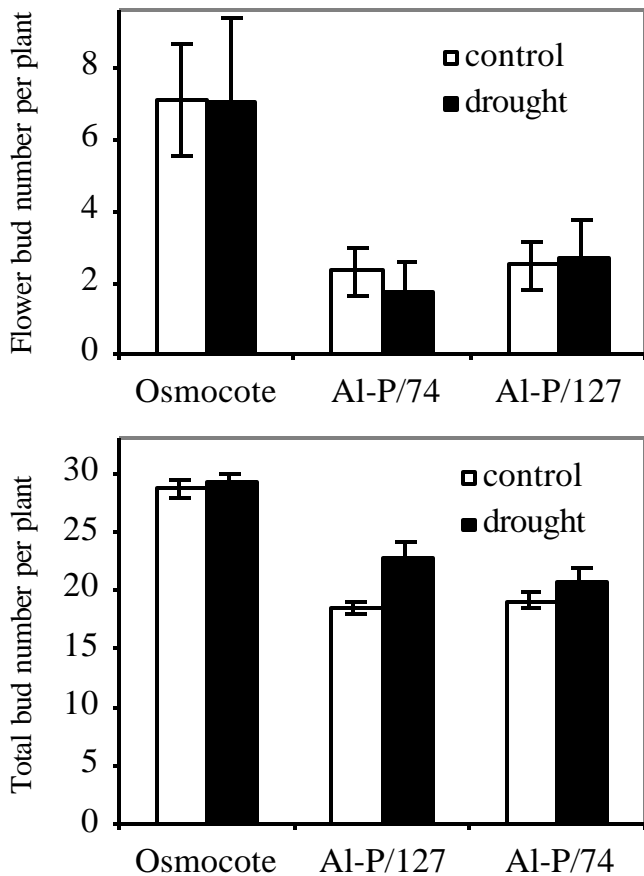 Flower bud number per plant
8
6
4
2
0
control
drought
Osmocote Al-P/74 Al-P/127
Total bud number per plant
30
25
20
15
10
5
0
control
drought
Osmocote Al-P/127 Al-P/74